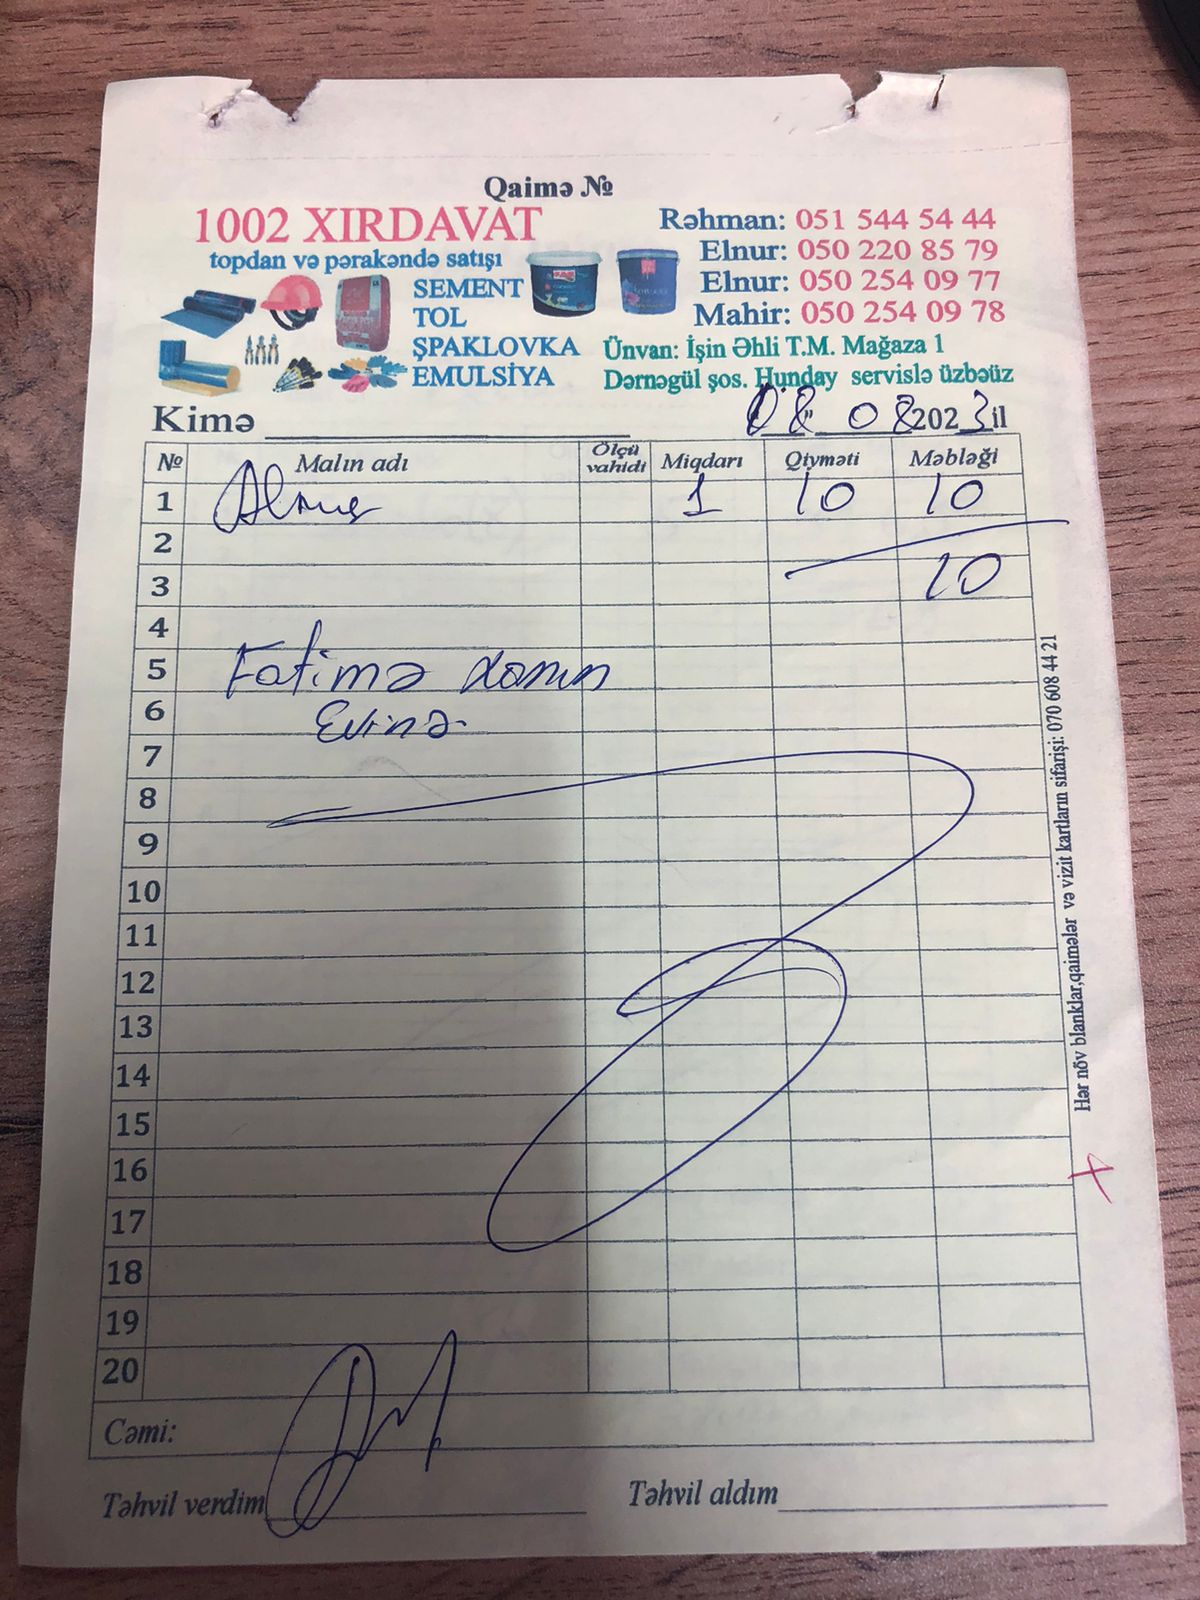 Qaimə №
1002 XIRDAVAT
topdan və pərakəndə satışı
SEMENT
TOL
ŞPAKLOVKA
EMULSİYA
Rəhman: 051 544 54 44
Elnur: 050 220 85 79
Elnur: 050 254 09 77
Mahir: 050 254 09 78
Ünvan: İşin Əhli T.M. Mağaza 1
Dərnəgül şos. Hunday servislə üzbəüz
Kimə 08 08 2023 il
№ Malın adı Ölçü vahidi Miqdarı Qiyməti Məbləği
1 1 10 10
2
3 10
4
5 Fatimə xanın
6 Evinə
7
8
9
10
11
12
13
14
15
16
17
18
19
20
Cəmi:
Təhvil verdim Təhvil aldım
Hər növ blanklar,qaimələr və vizit kartların sifarişi: 070 608 44 21